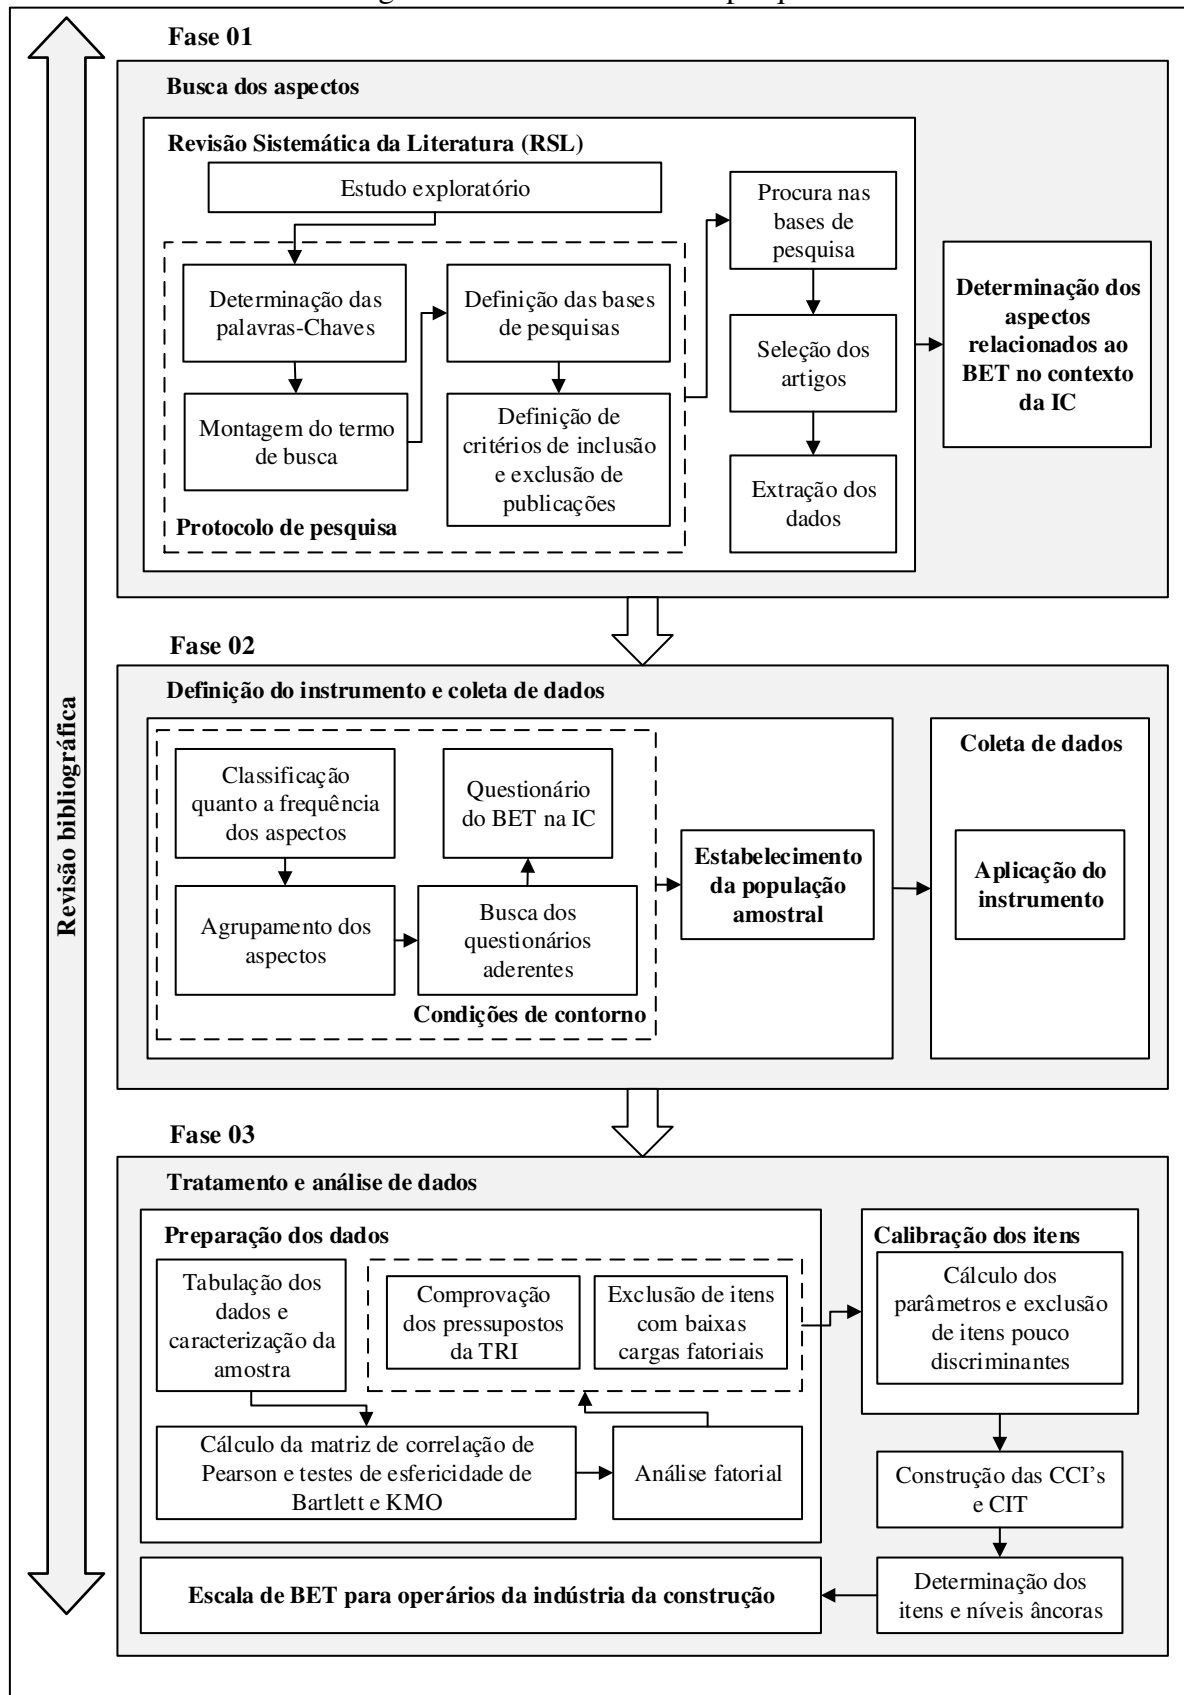 Fase 01
Busca dos aspectos
Revisão Sistemática da Literatura (RSL)
Estudo exploratório
Determinação das
palavras-Chaves
Montagem do termo
de busca
Definição das bases
de pesquisas
Definição de
critérios de inclusão
e exclusão de
publicações
Protocolo de pesquisa
Procura nas
bases de
pesquisa
Seleção dos
artigos
Extração dos
dados
Determinação dos
aspectos
relacionados ao
BET no contexto
da IC
Revisão bibliográfica
Fase 02
Definição do instrumento e coleta de dados
Classificação
quanto a frequência
dos aspectos
Agrupamento dos
aspectos
Busca dos
questionários
aderentes
Questionário
do BET na IC
Condições de contorno
Estabelecimento
da população
amostral
Coleta de dados
Aplicação do
instrumento
Fase 03
Tratamento e análise de dados
Preparação dos dados
Tabulação dos
dados e
caracterização da
amostra
Cálculo da matriz de correlação de
Pearson e testes de esfericidade de
Bartlett e KMO
Análise fatorial
Comprovação
dos pressupostos
da TRI
Exclusão de itens
com baixas
cargas fatoriais
Calibração dos itens
Cálculo dos
parâmetros e exclusão
de itens pouco
discriminantes
Construção das CCI's
e CIT
Determinação dos
itens e níveis âncoras
Escala de BET para operários da indústria da construção